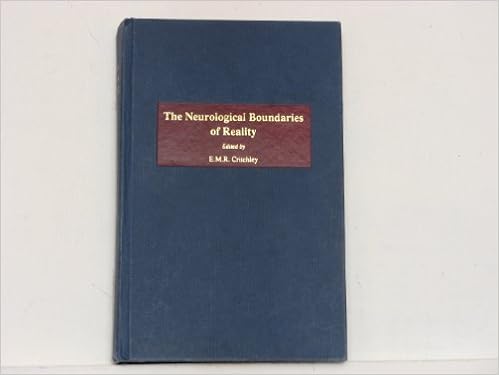 The Neurological Boundaries
of Reality
Edited by
E.M.R. Critchley